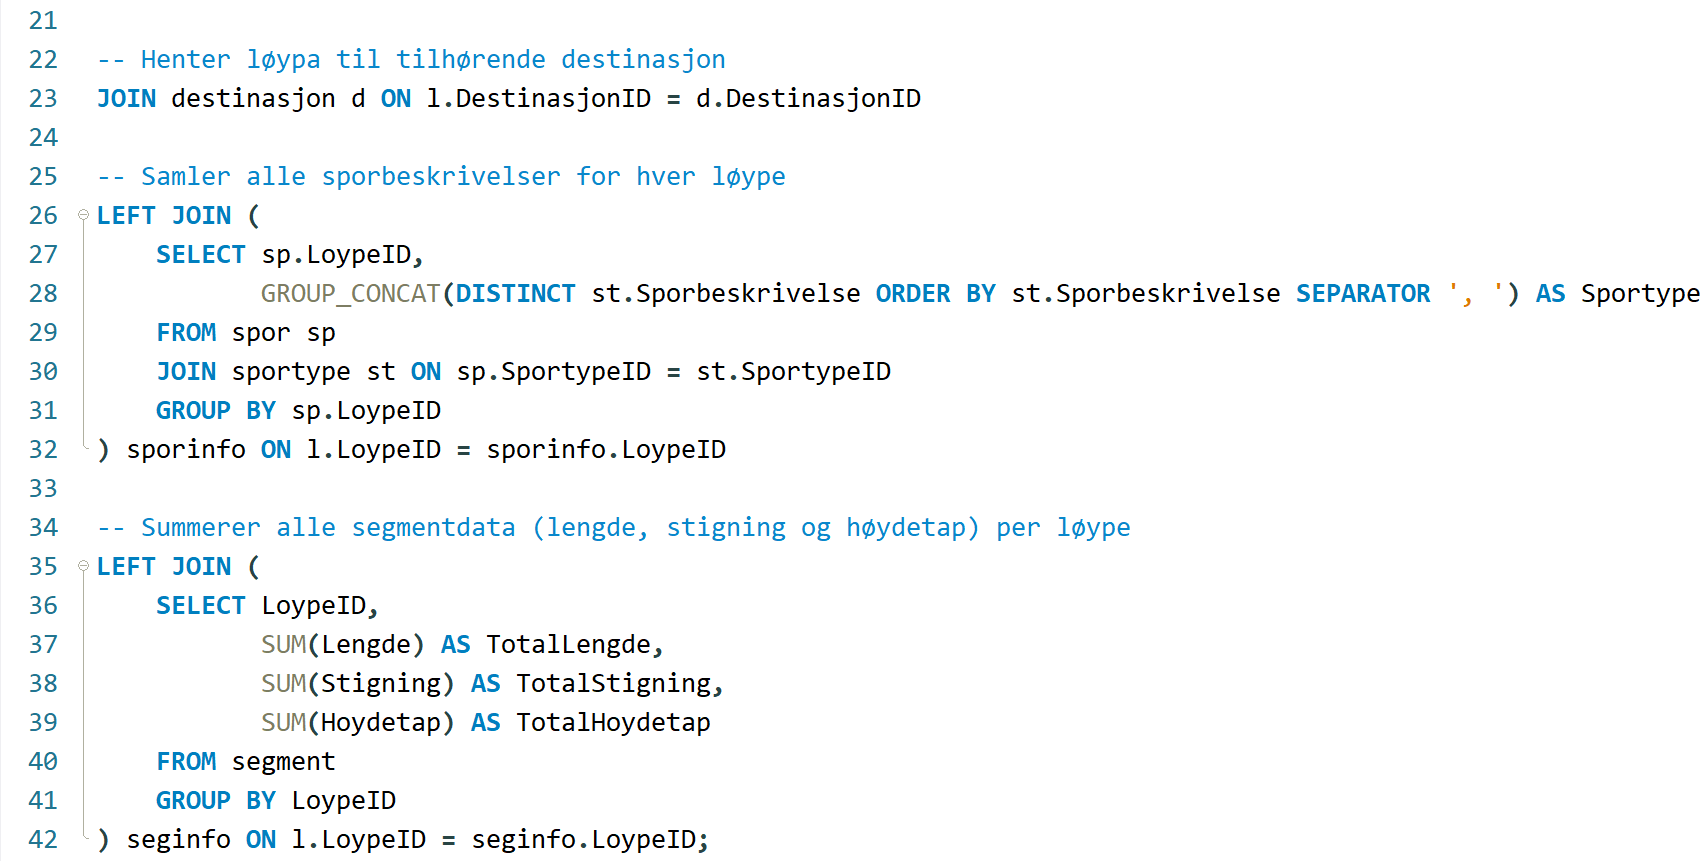 21
22 -- Henter løypa til tilhørende destinasjon
23 JOIN destinasjon d ON l.DestinasjonID = d.DestinasjonID
24
25 -- Samler alle sporbeskrivelser for hver løype
26 LEFT JOIN (
27 SELECT sp.LoypeID,
28 GROUP_CONCAT(DISTINCT st.Sporbeskrivelse ORDER BY st.Sporbeskrivelse SEPARATOR ', ') AS Sportype
29 FROM spor sp
30 JOIN sportype st ON sp.SportypeID = st.SportypeID
31 GROUP BY sp.LoypeID
32 ) sporinfo ON l.LoypeID = sporinfo.LoypeID
33
34 -- Summerer alle segmentdata (lengde, stigning og høydetap) per løype
35 LEFT JOIN (
36 SELECT LoypeID,
37 SUM(Lengde) AS TotalLengde,
38 SUM(Stigning) AS TotalStigning,
39 SUM(Hoydetap) AS TotalHoydetap
40 FROM segment
41 GROUP BY LoypeID
42 ) seginfo ON l.LoypeID = seginfo.LoypeID;